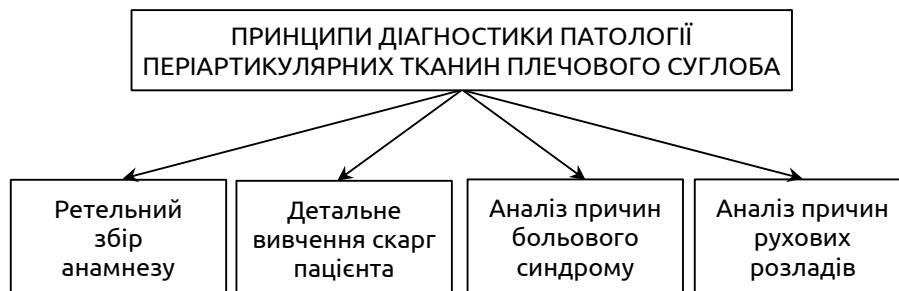 ПРИНЦИПИ ДІАГНОСТИКИ ПАТОЛОГІЇ
ПЕРІАРТИКУЛЯРНИХ ТКАНИН ПЛЕЧОВОГО СУГЛОБА
Ретельний
збір
анамнезу
Детальне
вивчення скарг
пацієнта
Аналіз причин
больового
синдрому
Аналіз причин
рухових
розладів